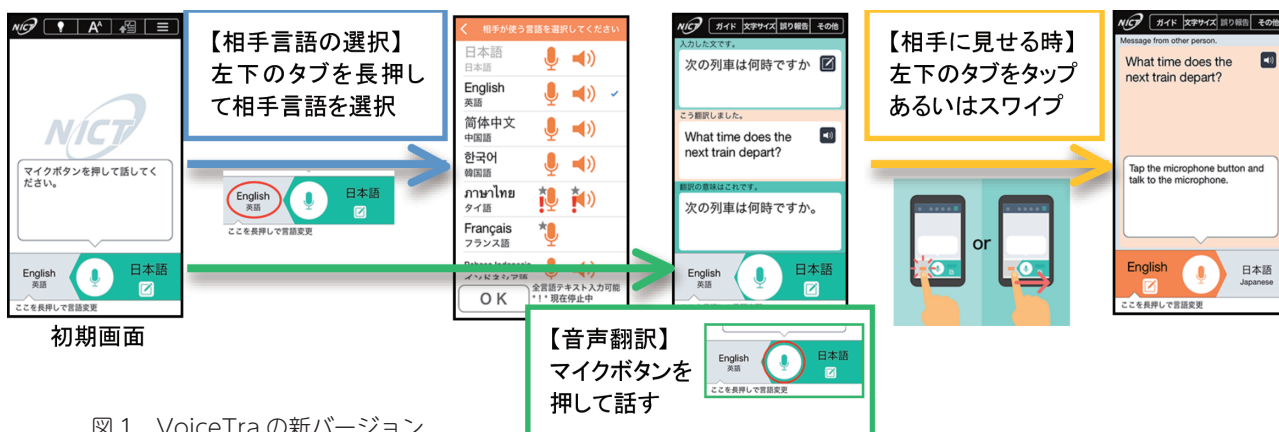 NICT
AA
NICT
マイクボタンを押して話してく
ださい。
English
英語
日本語
ここを長押しで言語変更
初期画面
【相手言語の選択】
左下のタブを長押し
て相手言語を選択
English
英語
日本語
ここを長押しで言語変更
相手が使う言語を選択してください
日本語
日本語
English
英語
简体中文
中国語
한국어
韓国語
ภาษาไทย
タイ語
Français
フランス語
OK
全言語テキスト入力可能
*！* 現在停止中
【音声翻訳】
マイクボタンを
押して話す
English
英語
日本語
ここを長押しで言語変更
NICT ガイド 文字サイズ 誤り報告 その他
入力した文です。
次の列車は何時ですか
こう翻訳しました。
What time does the
next train depart?
翻訳の意味はこれです。
次の列車は何時ですか。
English
英語
日本語
【相手に見せる時】
左下のタブをタップ
あるいはスワイプ
or
NICT ガイド 文字サイズ 誤り報告 その他
Message from other person.
What time does the
next train depart?
Tap the microphone button and
talk to the microphone.
English
日本語
Japanese
ここを長押しで言語変更
図1 VoiceTraの新バージョン